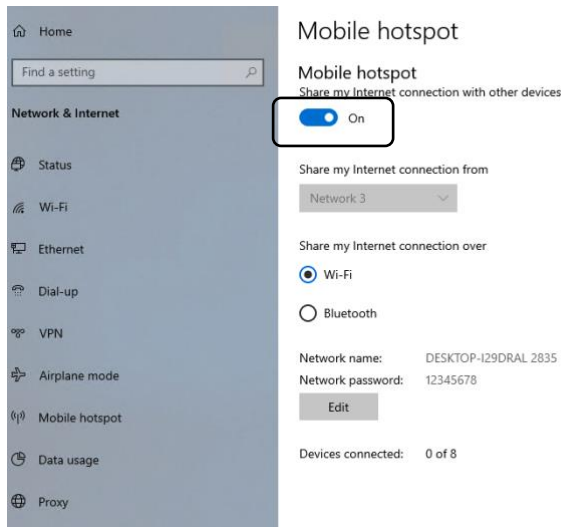 Home
Find a setting
Network & Internet
Status
Wi-Fi
Ethernet
Dial-up
VPN
Airplane mode
Mobile hotspot
Data usage
Proxy
Mobile hotspot
Mobile hotspot
Share my Internet connection with other devices
On
Share my Internet connection from
Network 3
Share my Internet connection over
Wi-Fi
Bluetooth
Network name: DESKTOP-I29DRAL 2835
Network password: 12345678
Edit
Devices connected: 0 of 8